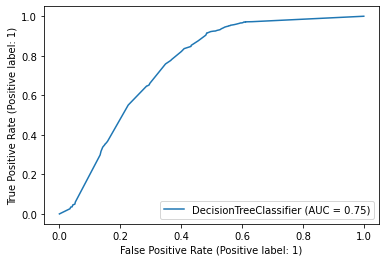 1.0
0.8
0.6
0.4
0.2
0.0
True Positive Rate (Positive label: 1)
DecisionTreeClassifier (AUC = 0.75)
0.0 0.2 0.4 0.6 0.8 1.0
False Positive Rate (Positive label: 1)